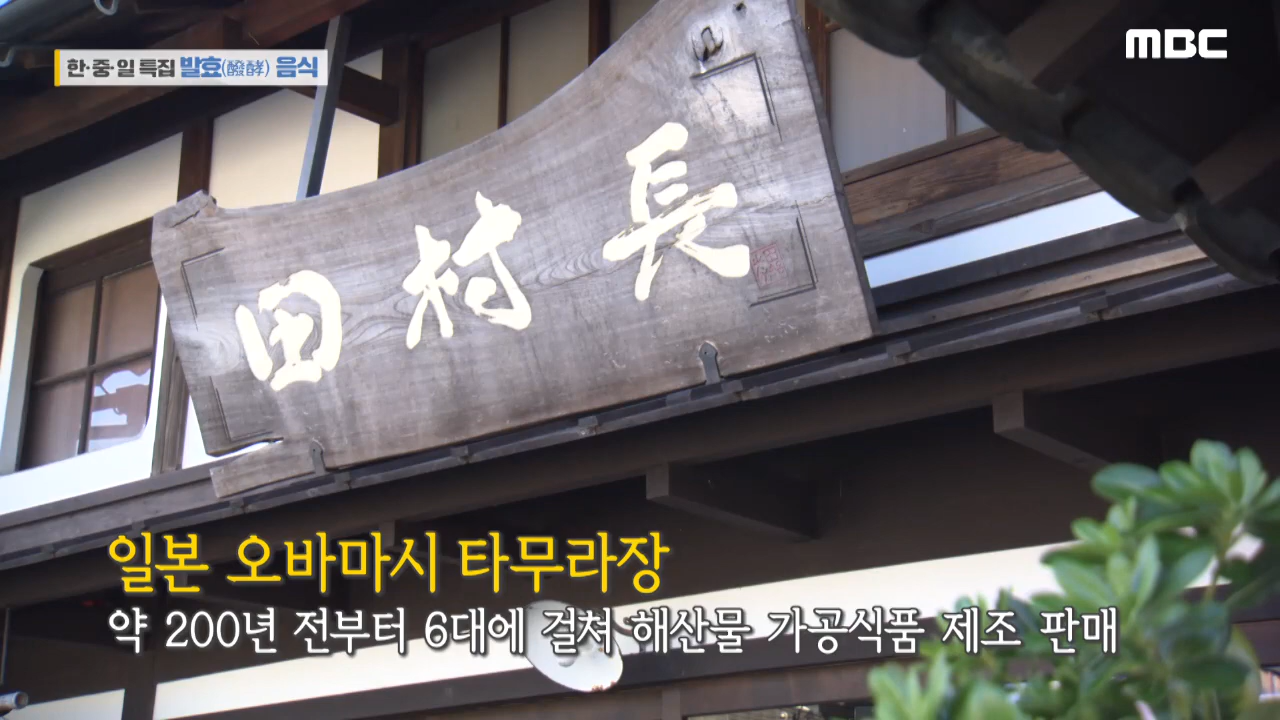 한·중·일 특집 발효(醱酵) 음식
MBC
田村長
일본 오바마시 타무라장
약 200년 전부터 6대에 걸쳐 해산물 가공식품 제조 판매